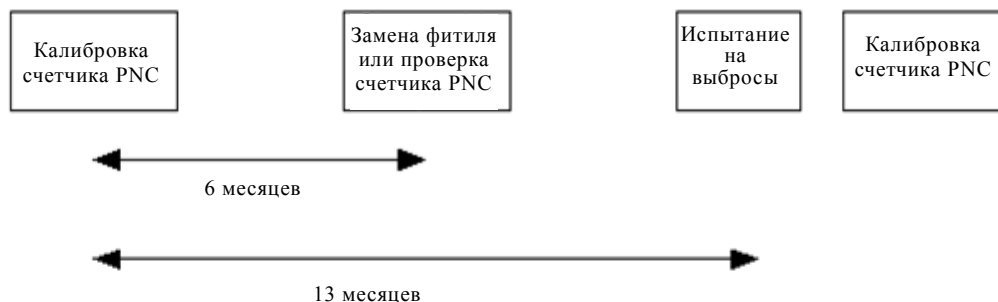 Калибровка
счетчика PNC
Замена фитиля
или проверка
счетчика PNC
Испытание
на
выбросы
Калибровка
счетчика PNC
6 месяцев
13 месяцев